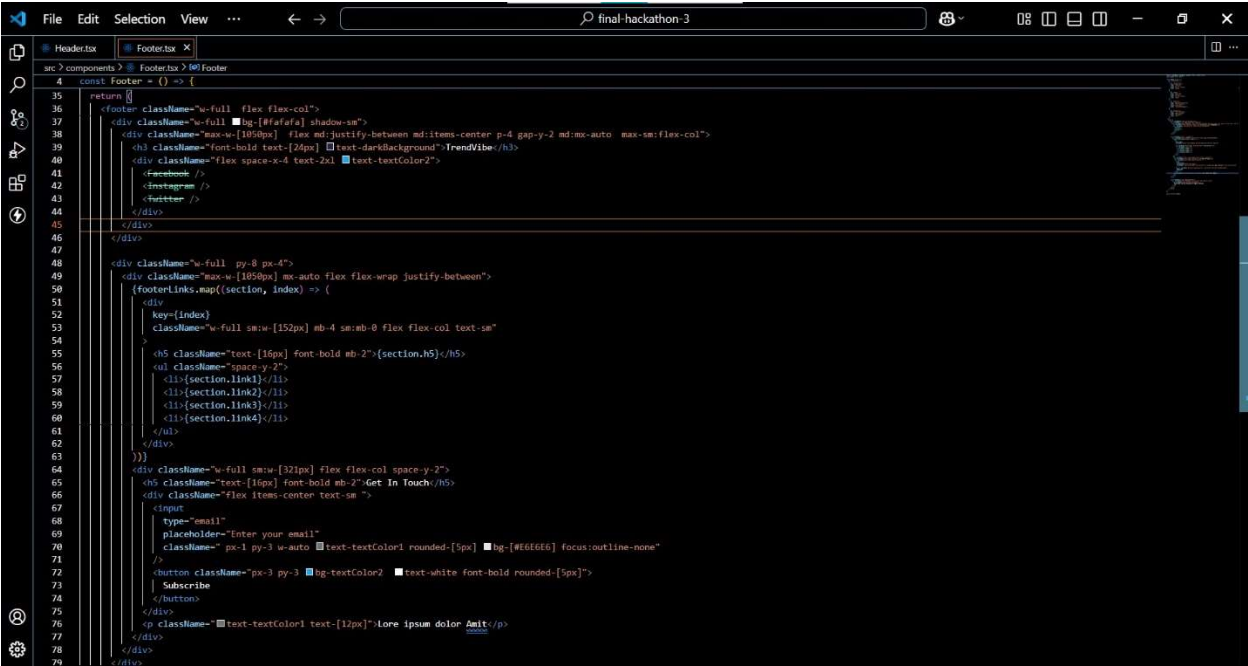 File Edit Selection View ··· ← → final-hackathon-3
Header.tsx Footer.tsx × ···
src > components > Footer.tsx > Footer
4 const Footer = () => {
35 return (
36 <footer className="w-full  flex flex-col">
37 <div className="w-full bg-[#fafafa] shadow-sm">
38 <div className="max-w-[1050px]  flex md:justify-between md:items-center p-4 gap-y-2 md:mx-auto  max-sm:flex-col">
39 <h3 className="font-bold text-[24px] text-darkBackground">TrendVibe</h3>
40 <div className="flex space-x-4 text-2xl text-textColor2">
41 <Facebook />
42 <Instagram />
43 <Twitter />
44 </div>
45 </div>
46 </div>
47
48 <div className="w-full  py-8 px-4">
49 <div className="max-w-[1050px] mx-auto flex flex-wrap justify-between">
50 {footerLinks.map((section, index) => (
51 <div
52 key={index}
53 className="w-full sm:w-[152px] mb-4 sm:mb-0 flex flex-col text-sm"
54 >
55 <h5 className="text-[16px] font-bold mb-2">{section.h5}</h5>
56 <ul className="space-y-2">
57 <li>{section.link1}</li>
58 <li>{section.link2}</li>
59 <li>{section.link3}</li>
60 <li>{section.link4}</li>
61 </ul>
62 </div>
63 ))}
64 <div className="w-full sm:w-[321px] flex flex-col space-y-2">
65 <h5 className="text-[16px] font-bold mb-2">Get In Touch</h5>
66 <div className="flex items-center text-sm ">
67 <input
68 type="email"
69 placeholder="Enter your email"
70 className=" px-1 py-3 w-auto text-textColor1 rounded-[5px] bg-[#E6E6E6] focus:outline-none"
71 />
72 <button className="px-3 py-3 bg-textColor2  text-white font-bold rounded-[5px]">
73 Subscribe
74 </button>
75 </div>
76 <p className="text-textColor1 text-[12px]">Lore ipsum dolor Amit</p>
77 </div>
78 </div>
79 </div>